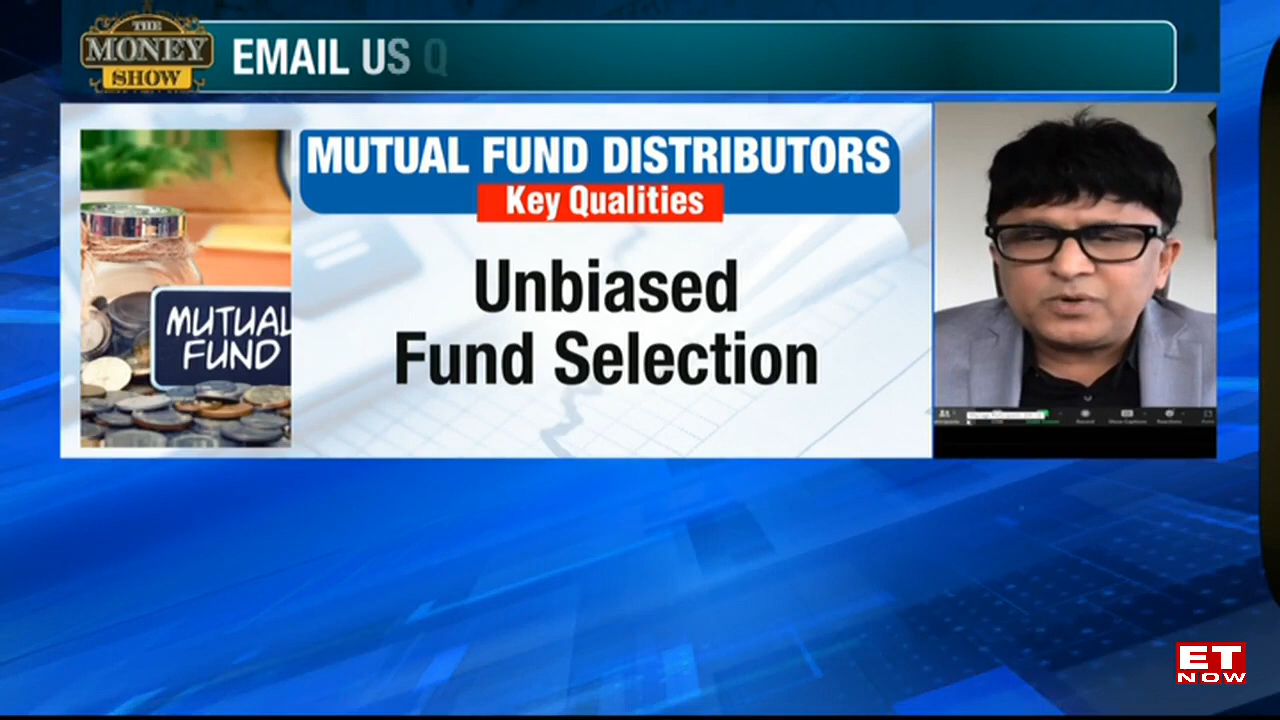 THE
MONEY
SHOW
EMAIL US Q
MUTUAL FUND DISTRIBUTORS
Key Qualities
MUTUAL
FUND
Unbiased
Fund Selection
ET
NOW